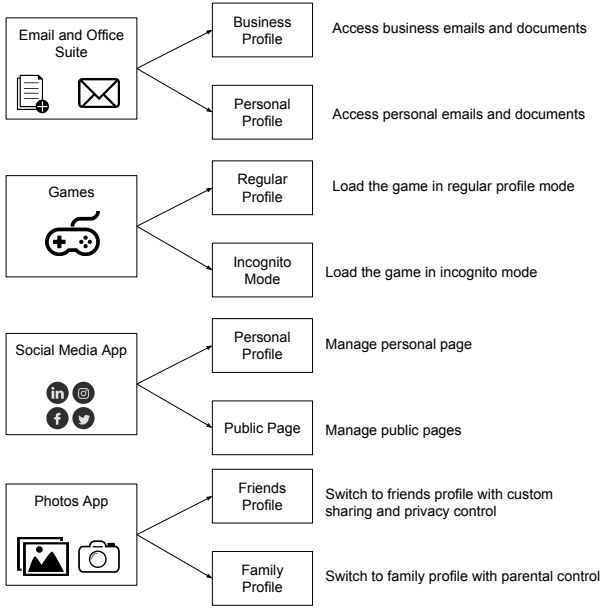 Email and Office
Suite
Business
Profile
Access business emails and documents
Personal
Profile
Access personal emails and documents
Games
Regular
Profile
Load the game in regular profile mode
Incognito
Mode
Load the game in incognito mode
Social Media App
in
f
Personal
Profile
Manage personal page
Public Page
Manage public pages
Photos App
Friends
Profile
Switch to friends profile with custom
sharing and privacy control
Family
Profile
Switch to family profile with parental control